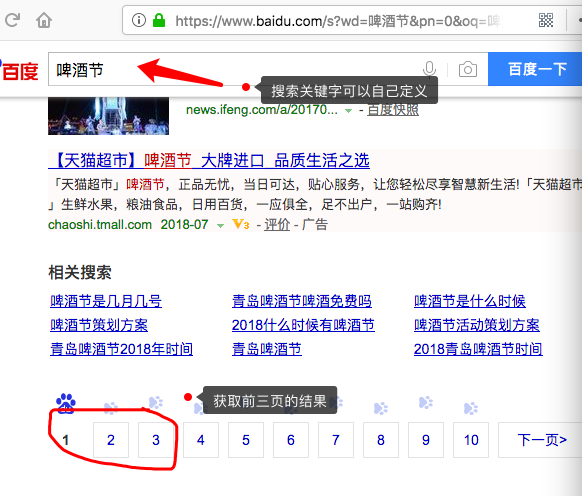 https://www.baidu.com/s?wd=啤酒节&pn=0&oq=
百度
啤酒节
百度一下
搜索关键字可以自己定义
news.ifeng.com/a/20170... - 百度快照
【天猫超市】啤酒节 大牌进口 品质生活之选
「天猫超市」啤酒节，正品无忧，当日可达，贴心服务，让您轻松尽享智慧新生活!「天猫超市
」生鲜水果，粮油食品，日用百货，一应俱全，足不出户，一站购齐!
chaoshi.tmall.com 2018-07 V3 - 评价 - 广告
相关搜索
啤酒节是几月几号 青岛啤酒节啤酒免费吗 啤酒节是什么时候
啤酒节策划方案 2018什么时候有啤酒节 啤酒节活动策划方案
青岛啤酒节2018年时间 青岛啤酒节 2018青岛啤酒节时间
获取前三页的结果
1 2 3 4 5 6 7 8 9 10 下一页>